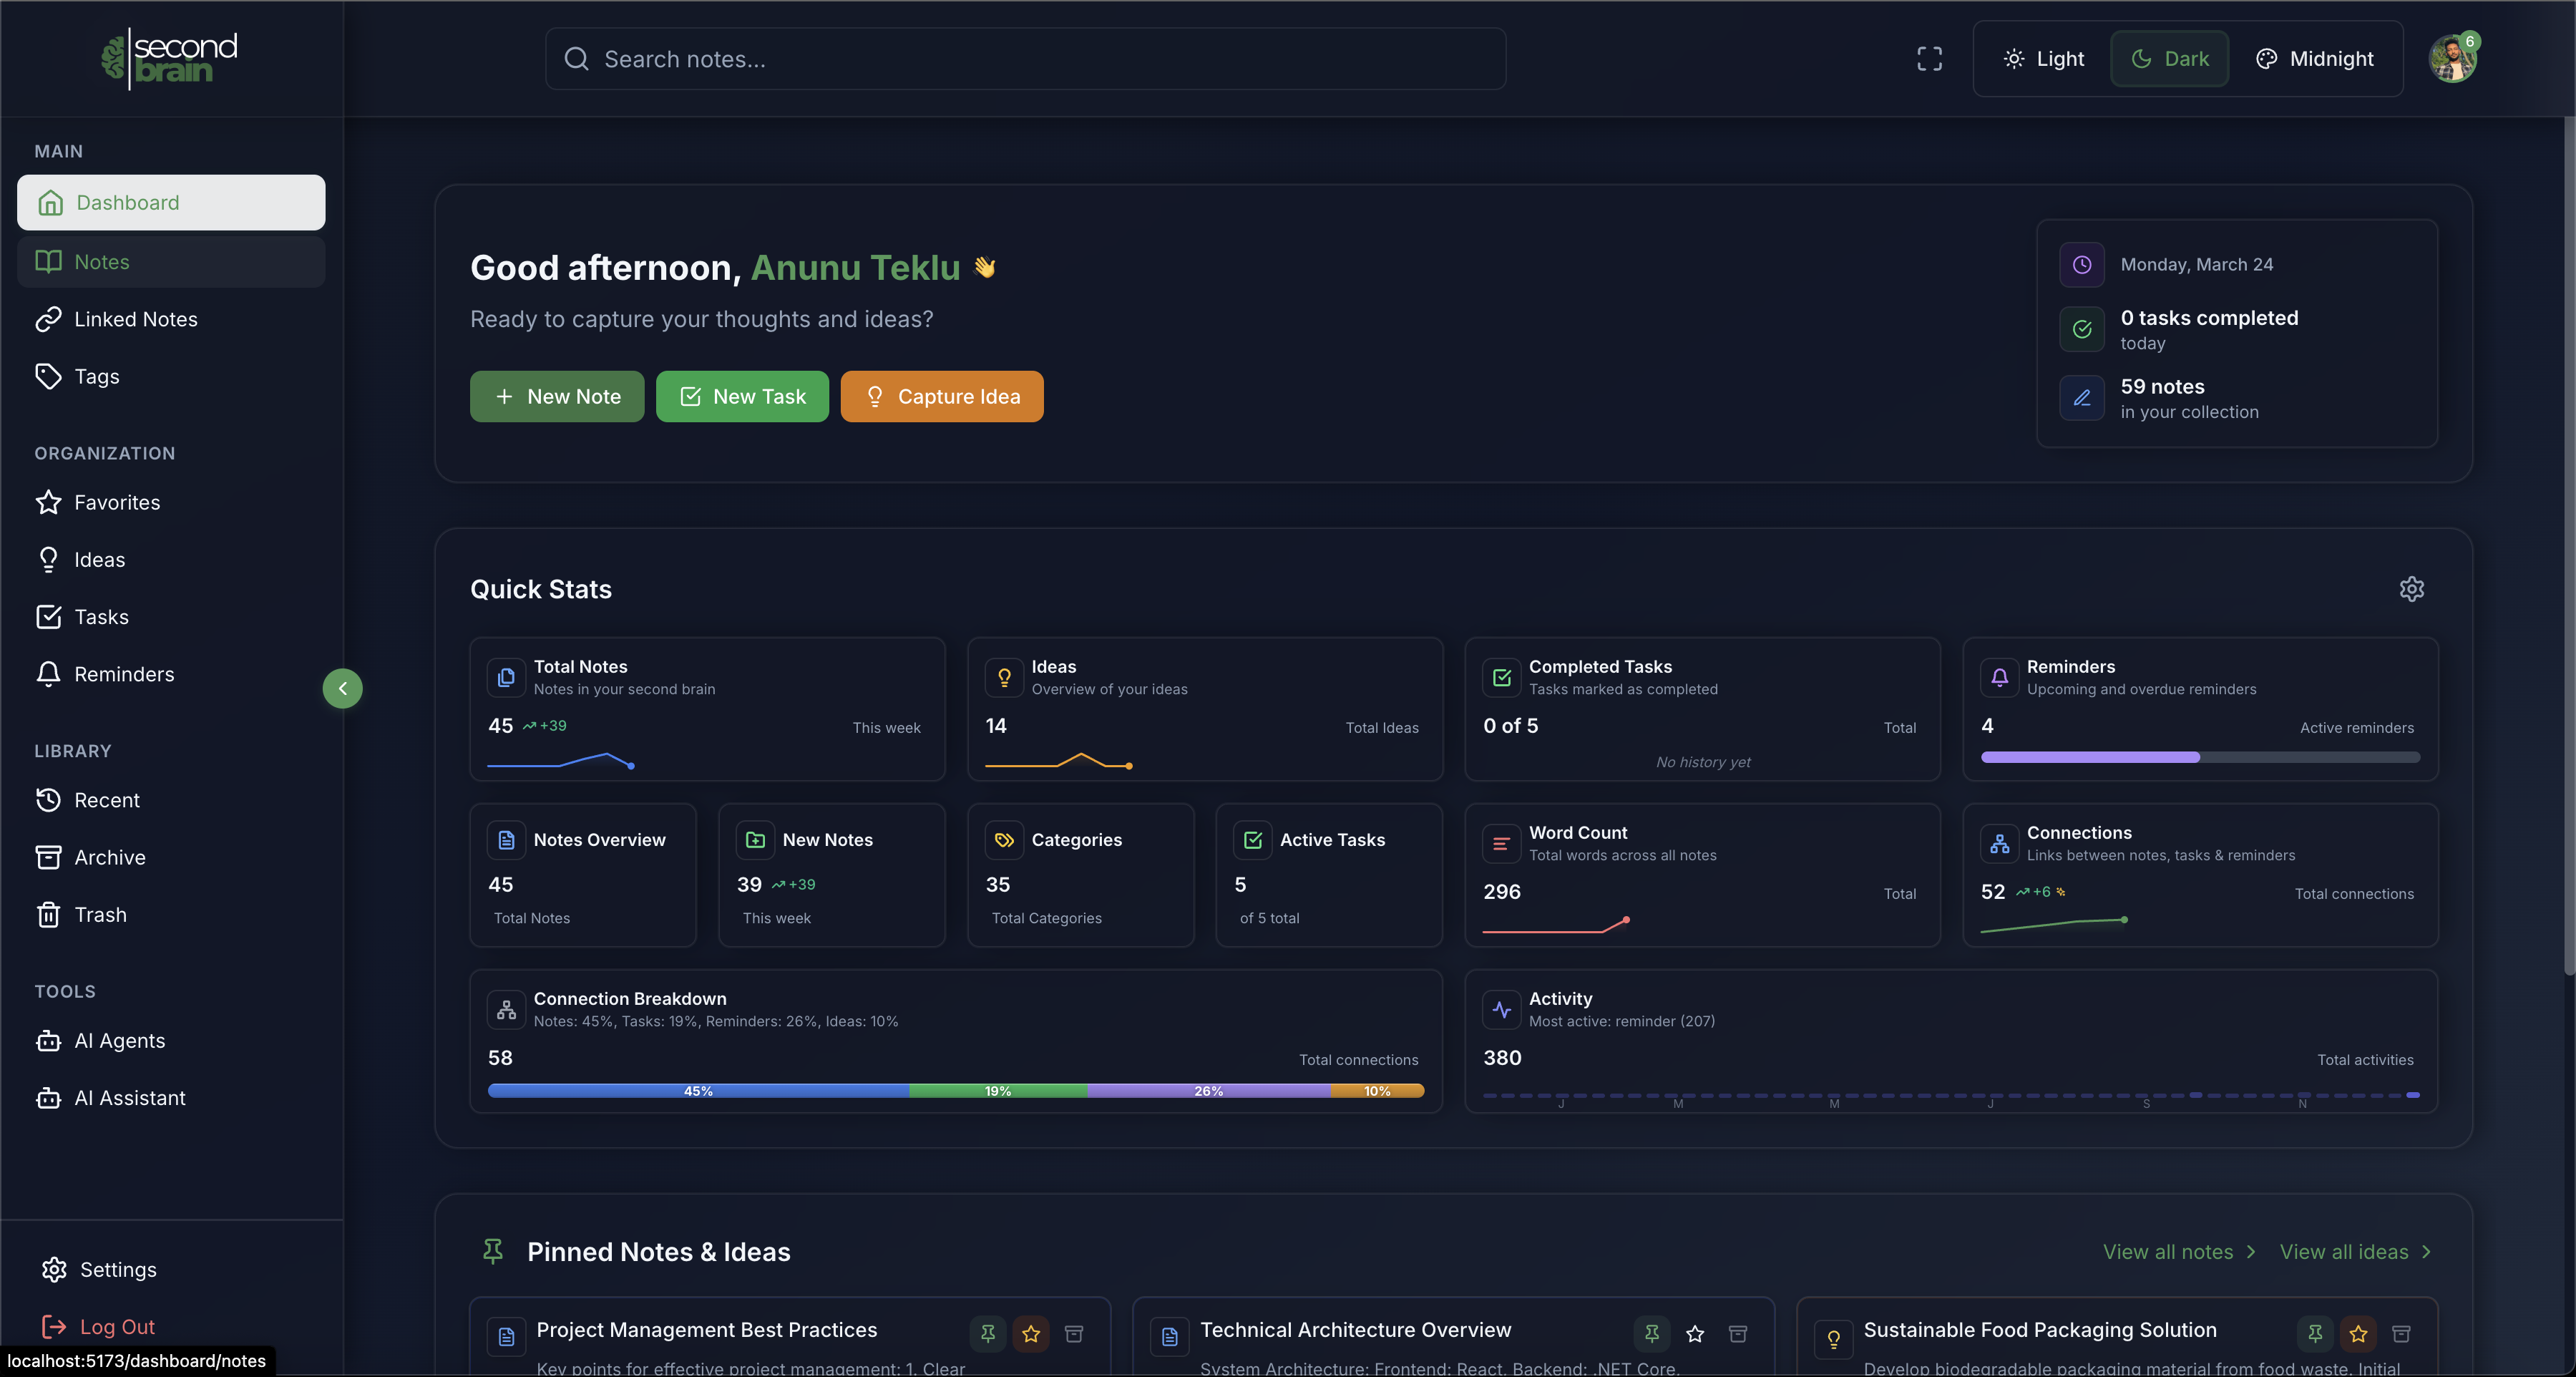 second
brain
Search notes...
Light
Dark
Midnight
6
MAIN
Dashboard
Notes
Linked Notes
Tags
ORGANIZATION
Favorites
Ideas
Tasks
Reminders
LIBRARY
Recent
Archive
Trash
TOOLS
AI Agents
AI Assistant
Settings
Log Out
localhost:5173/dashboard/notes
Good afternoon, Anunu Teklu 👋
Ready to capture your thoughts and ideas?
New Note
New Task
Capture Idea
Monday, March 24
0 tasks completed
today
59 notes
in your collection
Quick Stats
Total Notes
Notes in your second brain
45 +39 This week
Ideas
Overview of your ideas
14 Total Ideas
Completed Tasks
Tasks marked as completed
0 of 5 Total
No history yet
Reminders
Upcoming and overdue reminders
4 Active reminders
Notes Overview
45
Total Notes
New Notes
39 +39
This week
Categories
35
Total Categories
Active Tasks
5
of 5 total
Word Count
Total words across all notes
296 Total
Connections
Links between notes, tasks & reminders
52 +6 Total connections
Connection Breakdown
Notes: 45%, Tasks: 19%, Reminders: 26%, Ideas: 10%
58 Total connections
45% 19% 26% 10%
Activity
Most active: reminder (207)
380 Total activities
J M M J S N
Pinned Notes & Ideas
View all notes
View all ideas
Project Management Best Practices
Key points for effective project management: 1. Clear
Technical Architecture Overview
System Architecture: Frontend: React, Backend: .NET Core,
Sustainable Food Packaging Solution
Develop biodegradable packaging material from food waste. Initial